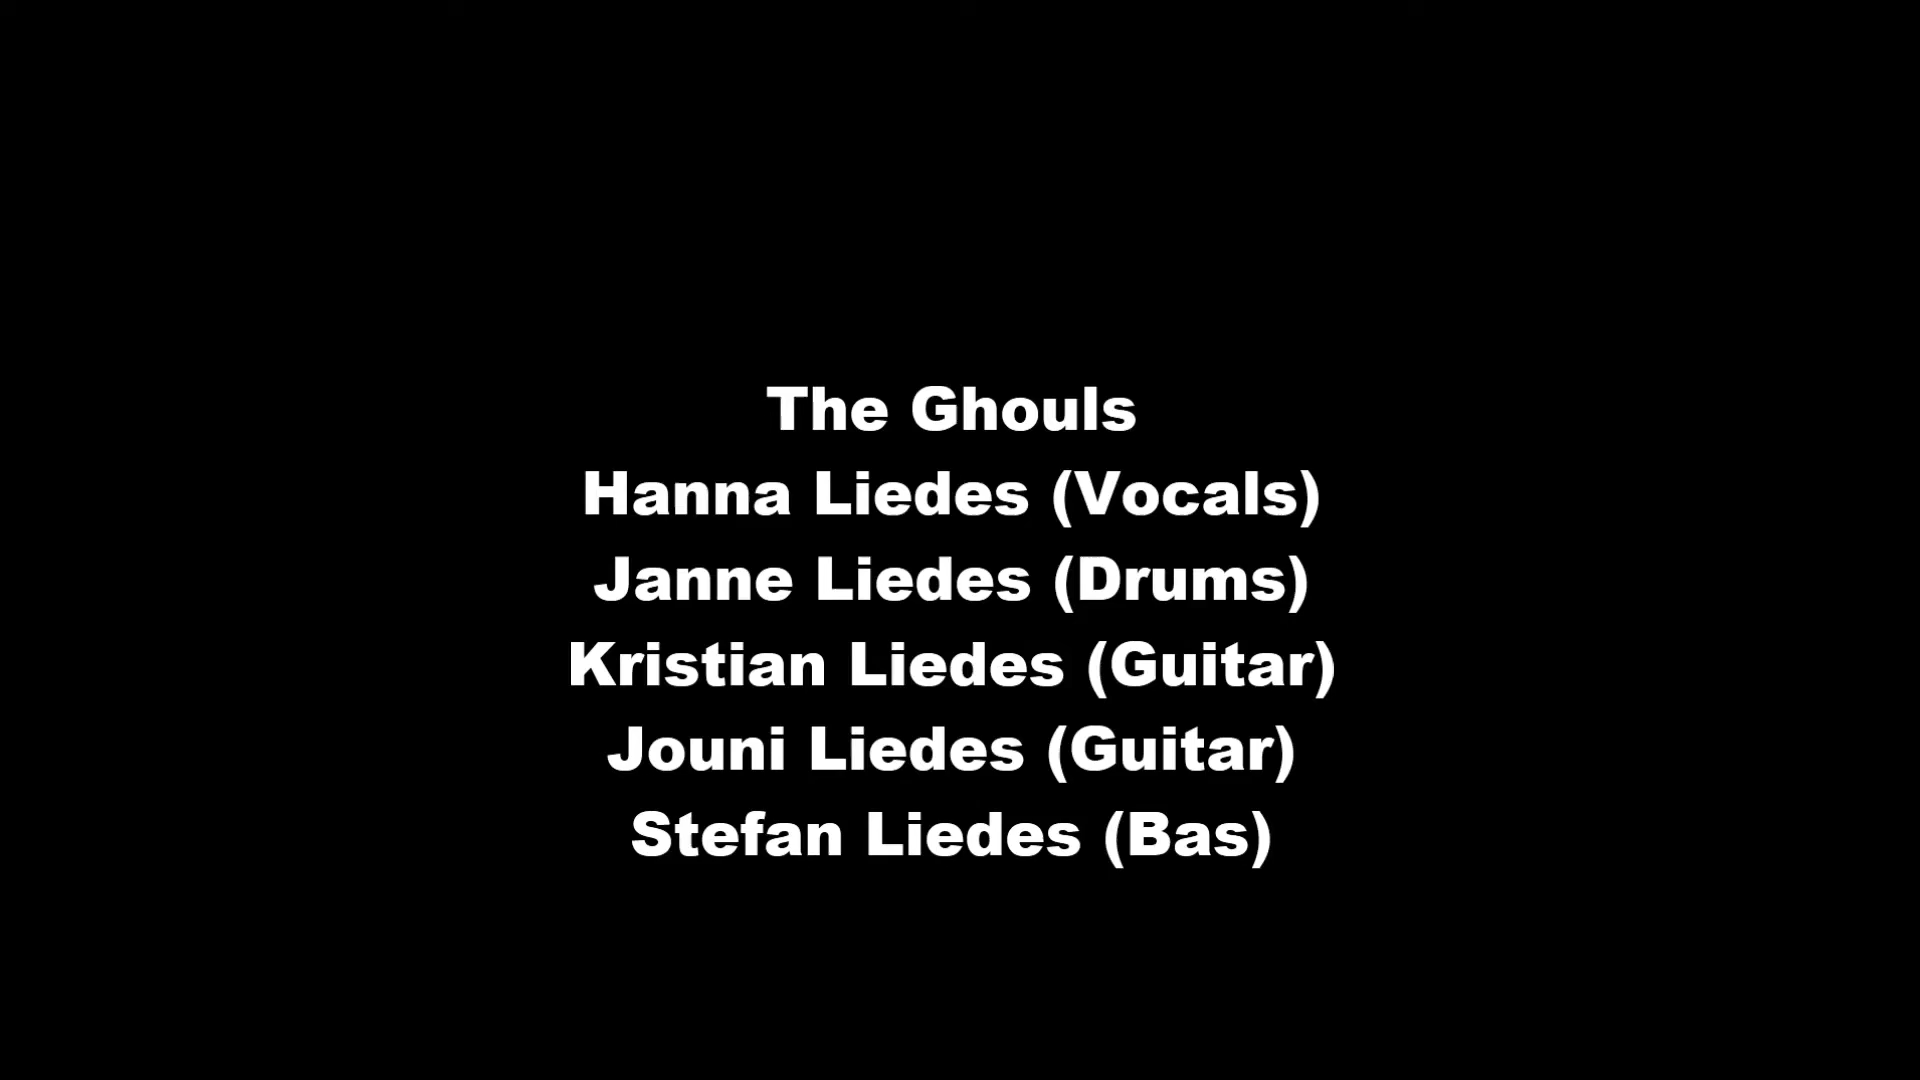 The Ghouls
Hanna Liedes (Vocals)
Janne Liedes (Drums)
Kristian Liedes (Guitar)
Jouni Liedes (Guitar)
Stefan Liedes (Bas)